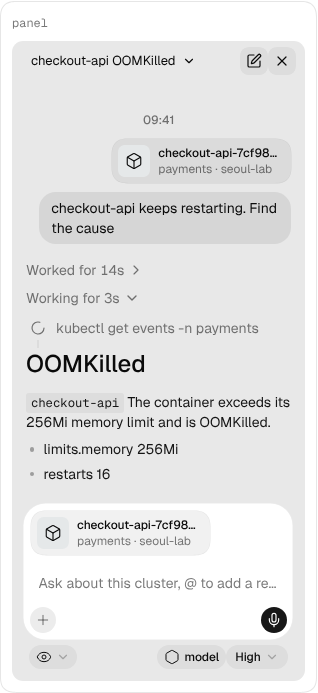 panel
checkout-api OOMKilled
09:41
checkout-api-7cf98…
payments · seoul-lab
checkout-api keeps restarting. Find
the cause
Worked for 14s
Working for 3s
kubectl get events -n payments
OOMKilled
checkout-api The container exceeds its
256Mi memory limit and is OOMKilled.
• limits.memory 256Mi
• restarts 16
checkout-api-7cf98…
payments · seoul-lab
Ask about this cluster, @ to add a re…
model High